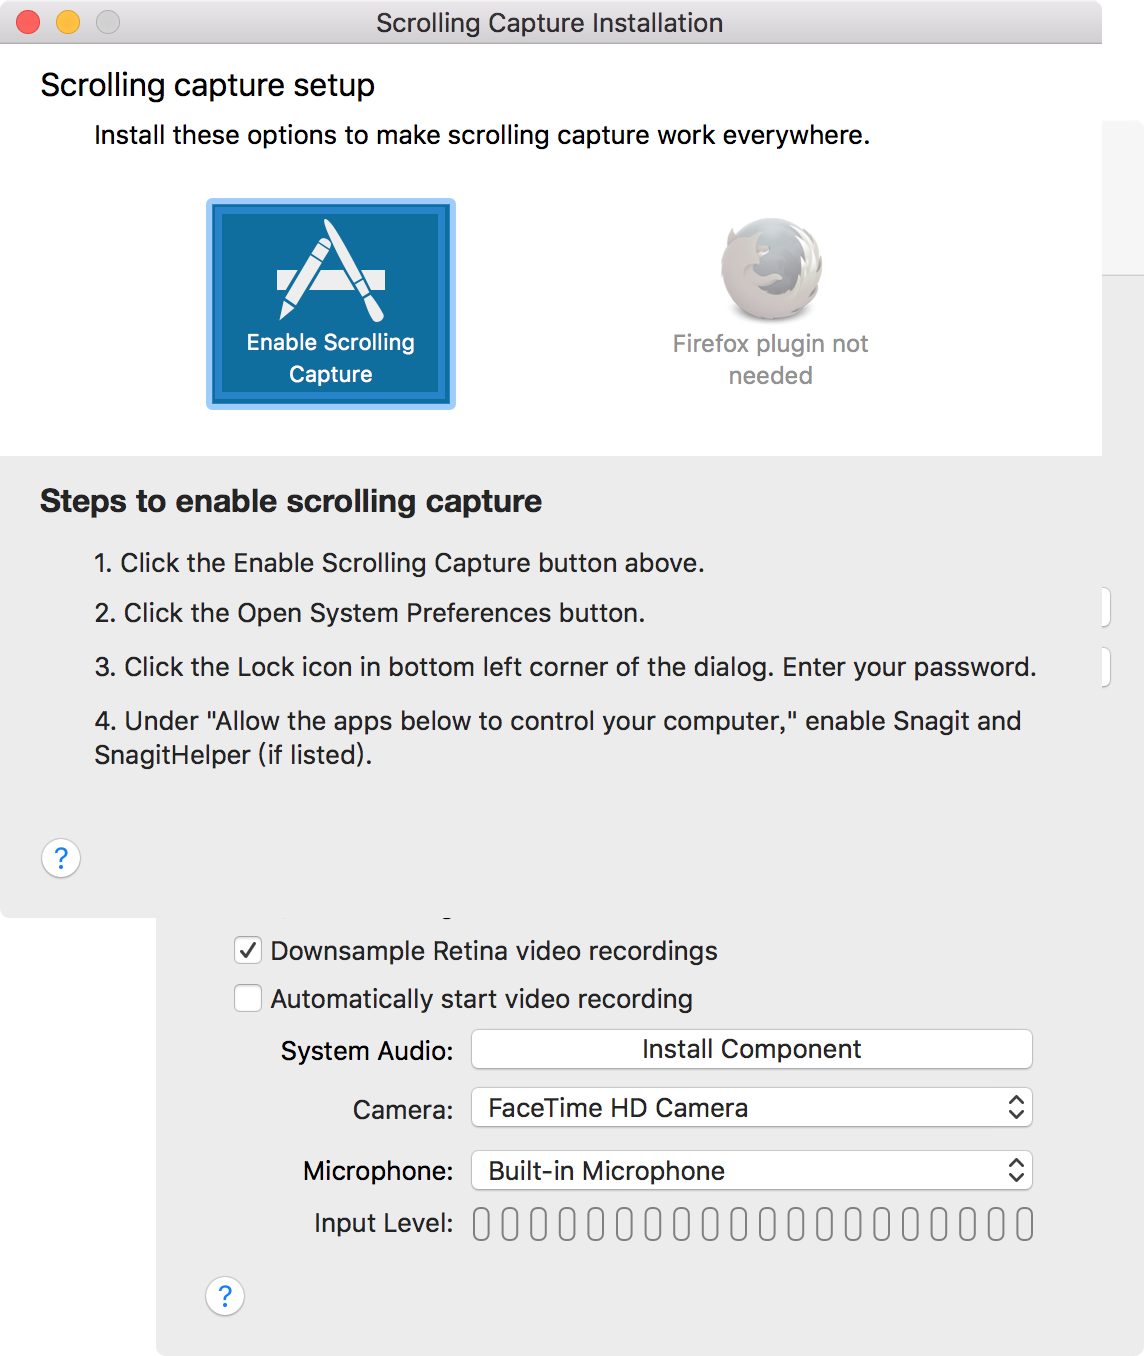 Scrolling Capture Installation
Scrolling capture setup
Install these options to make scrolling capture work everywhere.
Enable Scrolling
Capture
Firefox plugin not
needed
Steps to enable scrolling capture
1. Click the Enable Scrolling Capture button above.
2. Click the Open System Preferences button.
3. Click the Lock icon in bottom left corner of the dialog. Enter your password.
4. Under "Allow the apps below to control your computer," enable Snagit and
SnagitHelper (if listed).
?
Downsample Retina video recordings
Automatically start video recording
System Audio: Install Component
Camera: FaceTime HD Camera
Microphone: Built-in Microphone
Input Level:
?